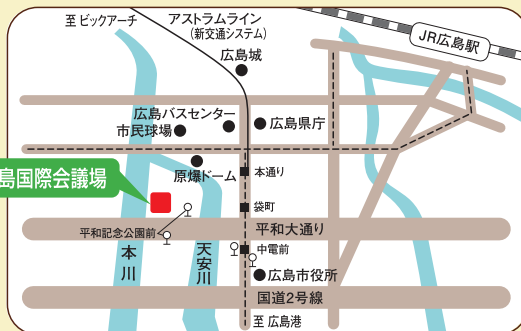 至 ビックアーチ
アストラムライン
(新交通システム)
JR広島駅
広島城
広島バスセンター
市民球場
広島県庁
原爆ドーム
本通り
島国際会議場
袋町
平和記念公園前
平和大通り
本川
天安川
中電前
広島市役所
国道2号線
至 広島港